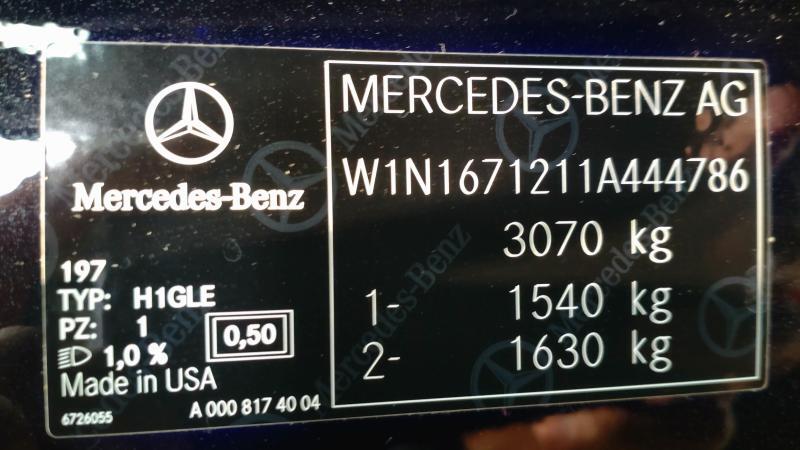 Mercedes-Benz
197
TYP: H1GLE
PZ: 1
1,0 %
0,50
Made in USA
6726055
A 000 817 40 04
MERCEDES-BENZ AG
W1N1671211A444786
3070 kg
1- 1540 kg
2- 1630 kg